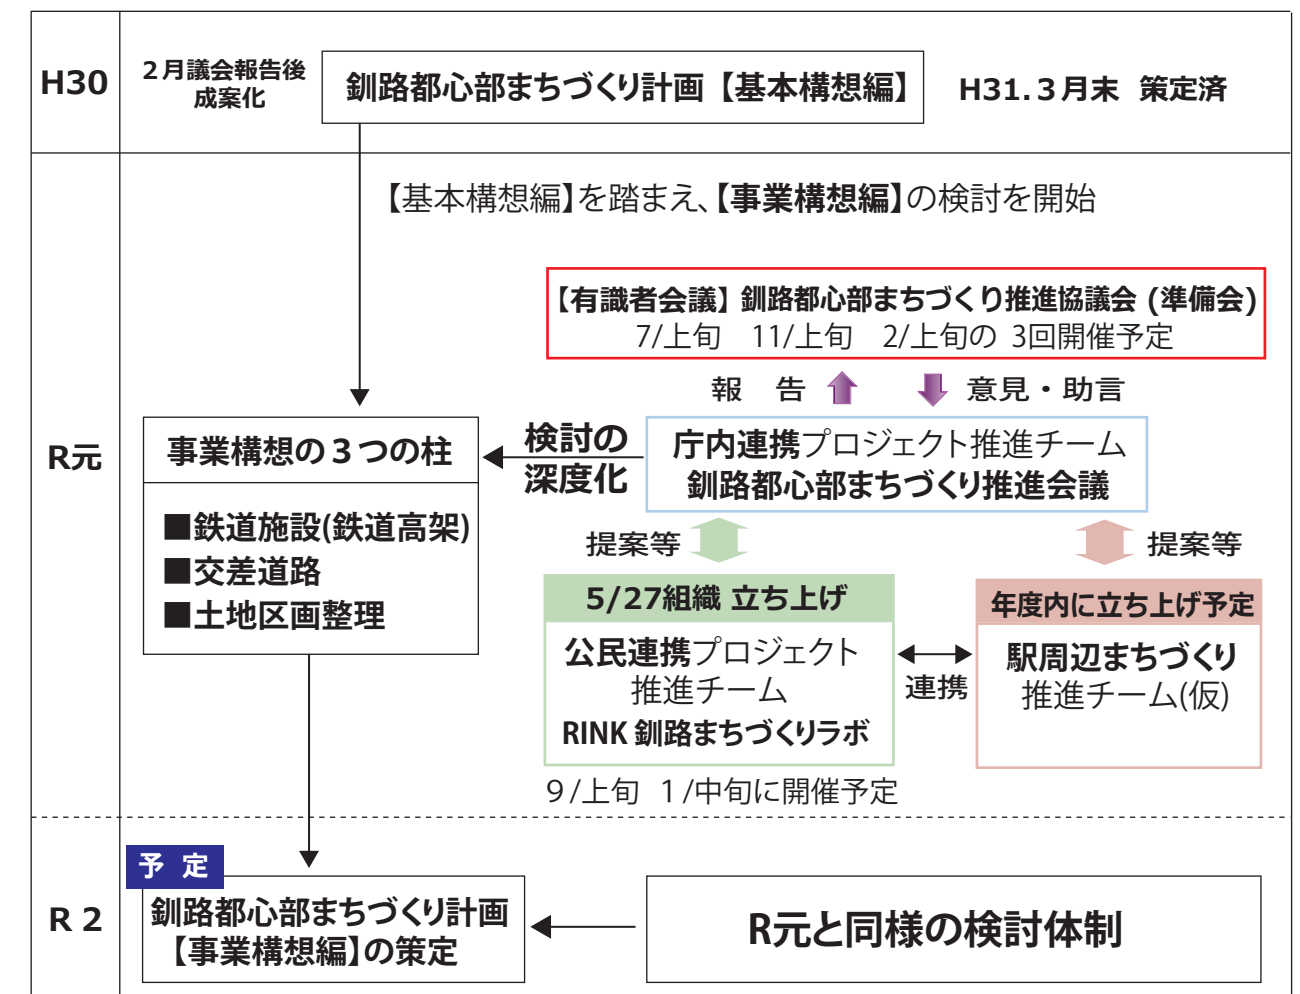 H30
2月議会報告後
成案化
釧路都心部まちづくり計画【基本構想編】
H31.3月末 策定済
【基本構想編】を踏まえ、【事業構想編】の検討を開始
【有識者会議】釧路都心部まちづくり推進協議会 (準備会)
7/上旬 11/上旬 2/上旬の 3回開催予定
報 告
意見・助言
R元
事業構想の3つの柱
■鉄道施設(鉄道高架)
■交差道路
■土地区画整理
検討の
深度化
庁内連携プロジェクト推進チーム
釧路都心部まちづくり推進会議
提案等
提案等
5/27組織 立ち上げ
公民連携プロジェクト
推進チーム
RINK 釧路まちづくりラボ
連携
年度内に立ち上げ予定
駅周辺まちづくり
推進チーム(仮)
9/上旬 1/中旬に開催予定
R 2
予 定
釧路都心部まちづくり計画
【事業構想編】の策定
R元と同様の検討体制